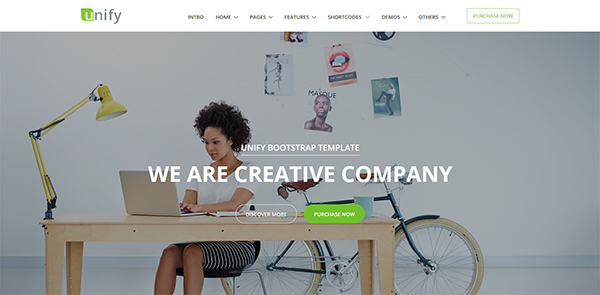 unify
INTRO HOME PAGES FEATURES SHORTCODES DEMOS OTHERS PURCHASE NOW
MASQUE
UNIFY BOOTSTRAP TEMPLATE
WE ARE CREATIVE COMPANY
DISCOVER MORE PURCHASE NOW